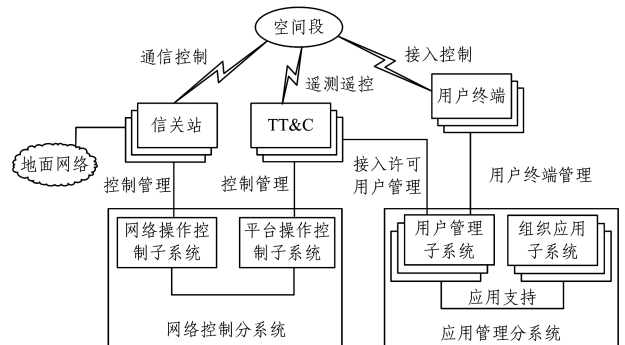 空间段
通信控制
遥测遥控
接入控制
信关站
TT&C
用户终端
地面网络
控制管理
控制管理
接入许可
用户管理
用户终端管理
网络操作控
制子系统
平台操作控
制子系统
用户管理
子系统
组织应用
子系统
应用支持
网络控制分系统
应用管理分系统